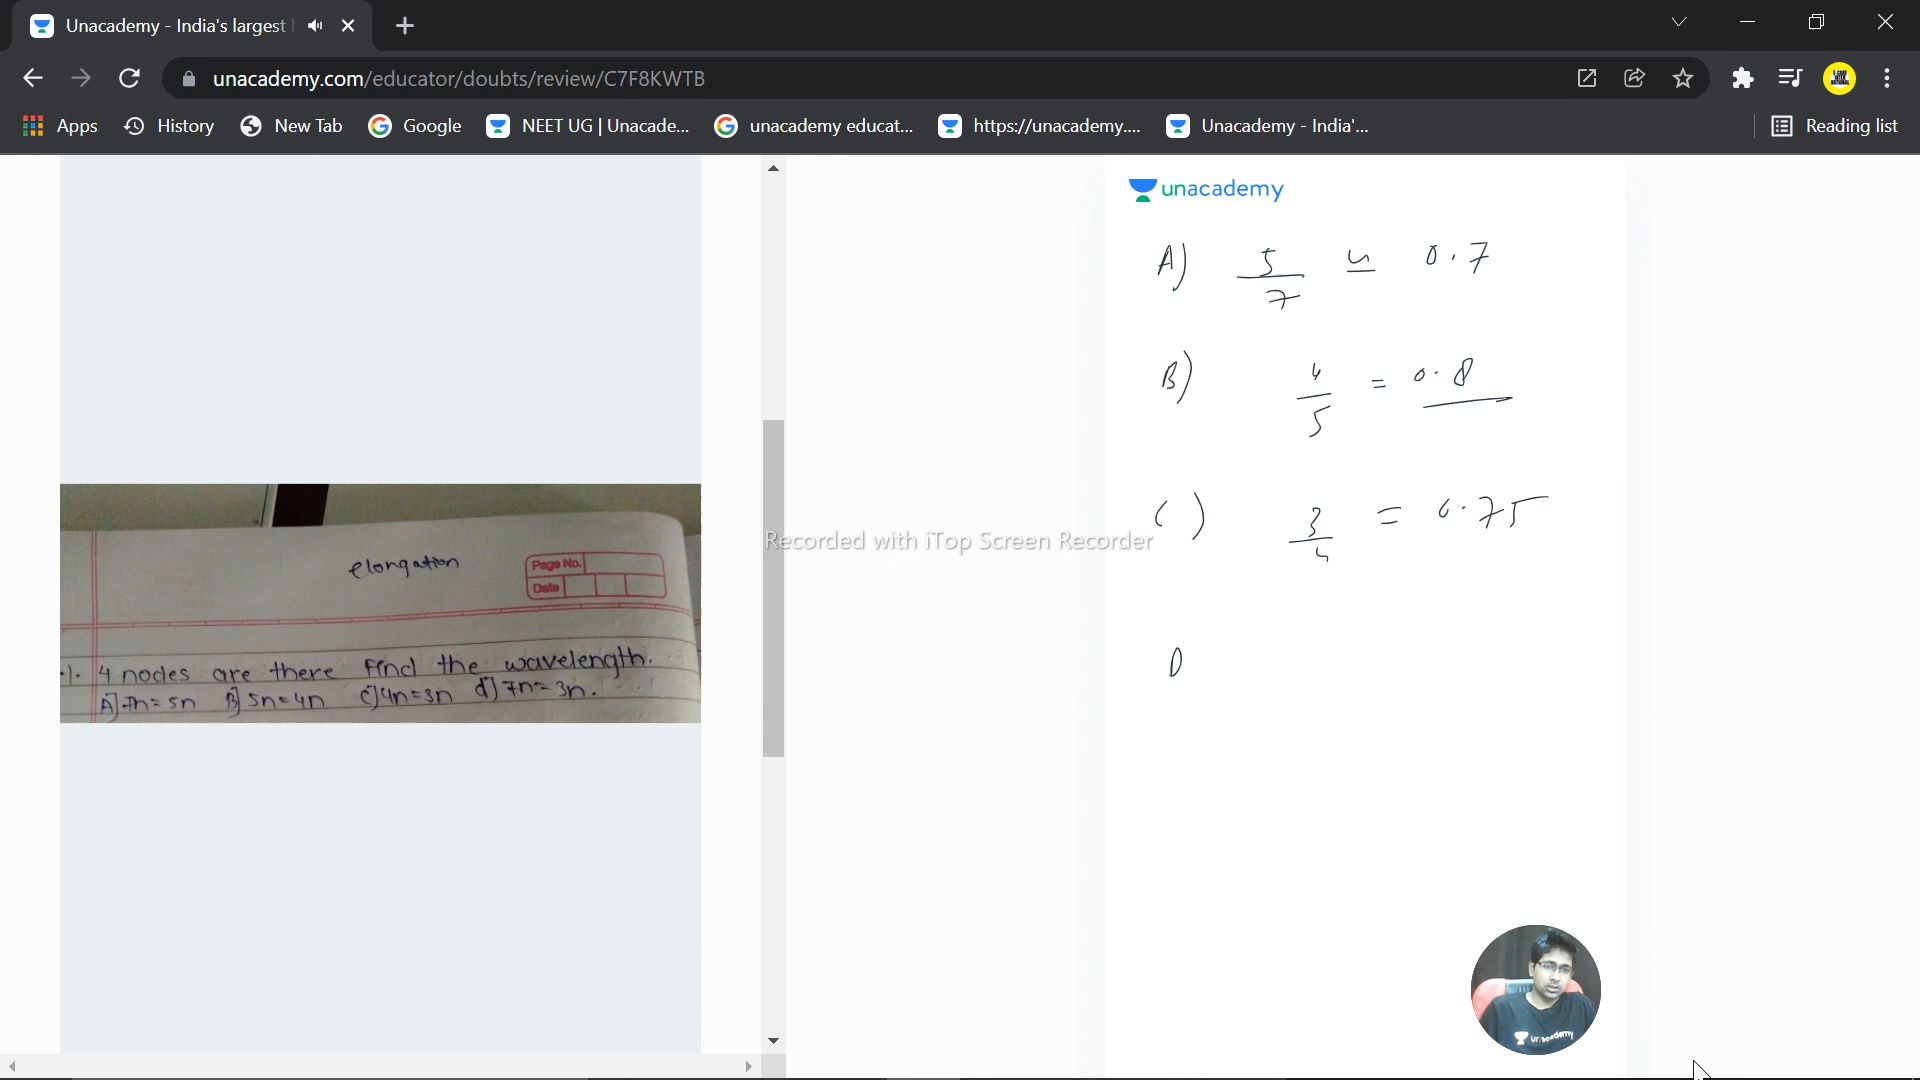 Unacademy - India's largest
unacademy.com/educator/doubts/review/C7F8KWTB
Apps History New Tab Google NEET UG | Unacade... unacademy educat... https://unacademy.... Unacademy - India'... Reading list
elongation
Page No.
Date
4 nodes are there find the wavelength.
A] 7n=5n B] 5n=4n C] 4n=3n d] 7n=3n.
unacademy
A) 5/7 ≃ 0.7
B) 4/5 = 0.8
C) 3/4 = 0.75
D
Recorded with iTop Screen Recorder
unacademy